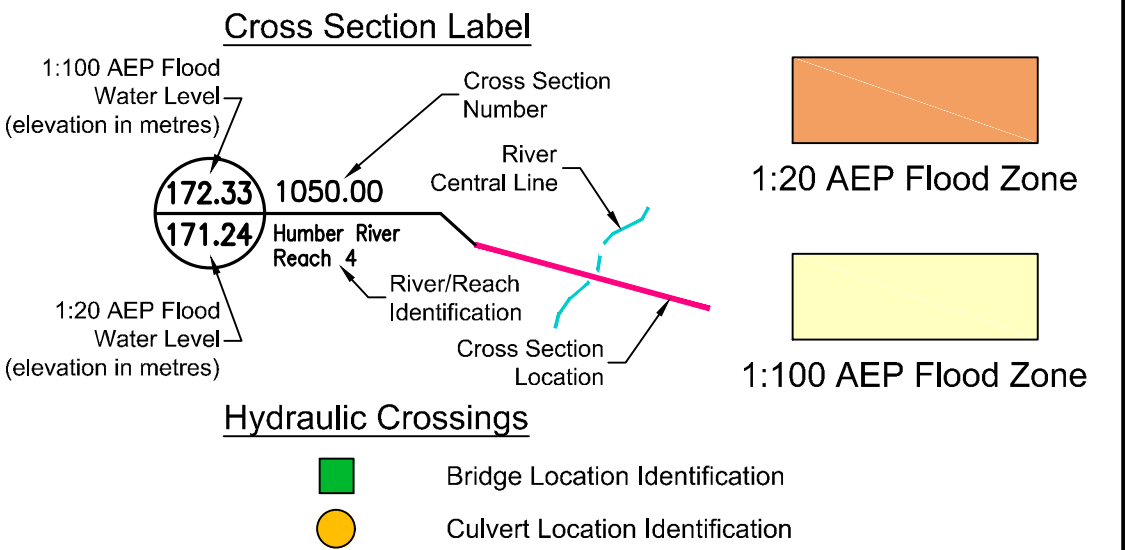 Cross Section Label
1:100 AEP Flood
Water Level
(elevation in metres)
Cross Section
Number
River
Central Line
172.33
1050.00
171.24
Humber River
Reach 4
River/Reach
Identification
1:20 AEP Flood
Water Level
(elevation in metres)
Cross Section
Location
1:20 AEP Flood Zone
1:100 AEP Flood Zone
Hydraulic Crossings
Bridge Location Identification
Culvert Location Identification